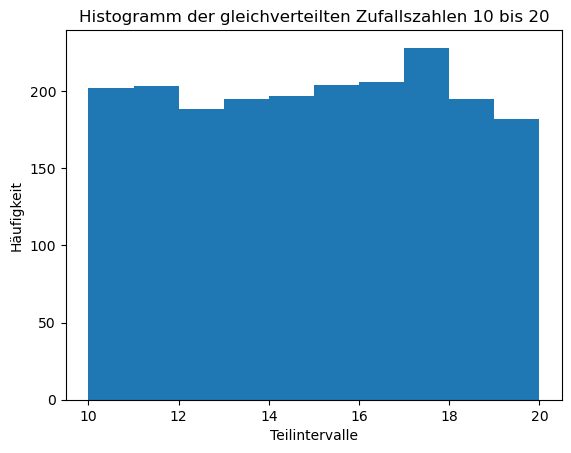 Histogramm der gleichverteilten Zufallszahlen 10 bis 20
Häufigkeit
200
150
100
50
0
10 12 14 16 18 20
Teilintervalle